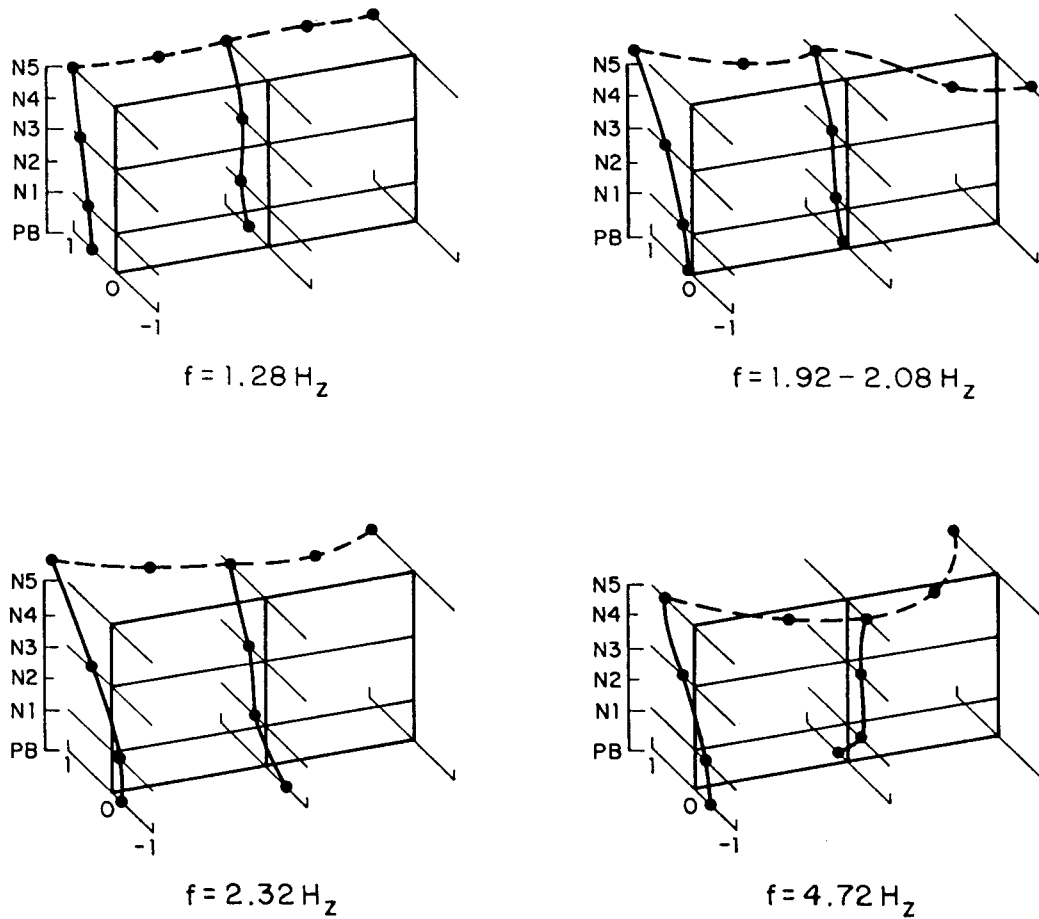 N5
N4
N3
N2
N1
PB
1
0
-1
f = 1.28 Hz
N5
N4
N3
N2
N1
PB
1
0
-1
f = 1.92 - 2.08 Hz
N5
N4
N3
N2
N1
PB
1
0
-1
f = 2.32 Hz
N5
N4
N3
N2
N1
PB
1
0
-1
f = 4.72 Hz